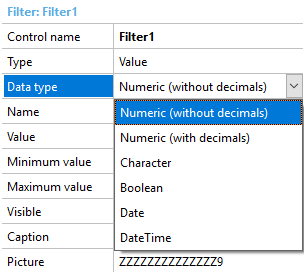 Filter: Filter1
Control name Filter1
Type Value
Data type Numeric (without decimals)
Name Numeric (without decimals)
Value Numeric (with decimals)
Minimum value Character
Maximum value Boolean
Visible Date
Caption DateTime
Picture ZZZZZZZZZZZZZZ9